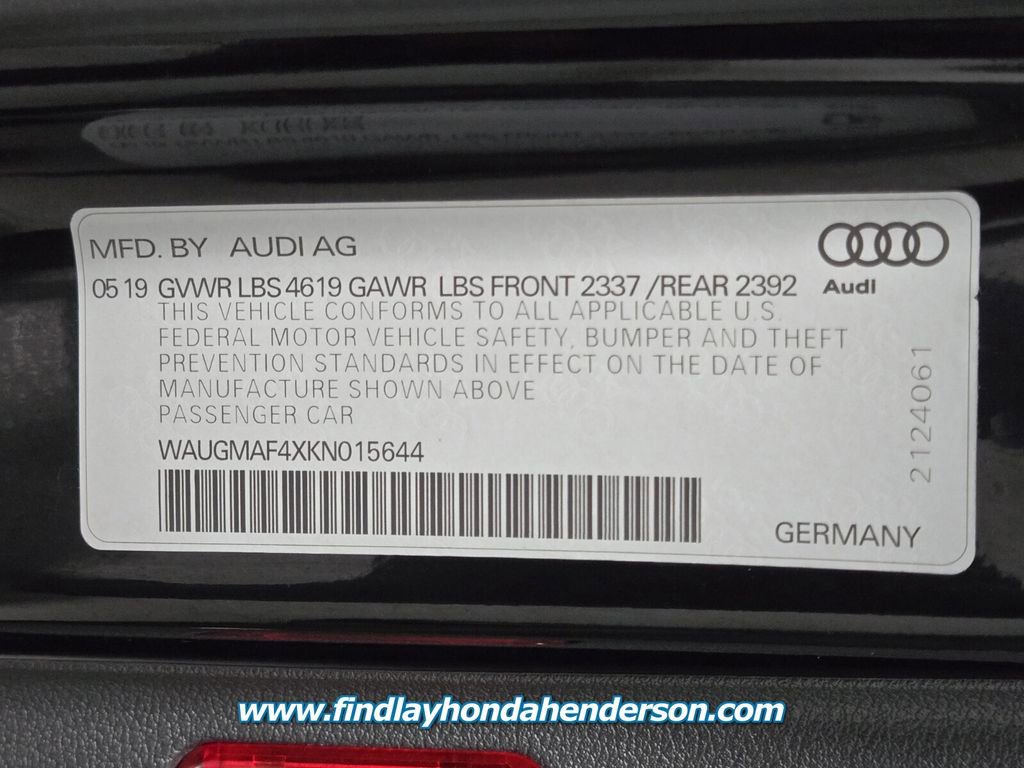 MFD. BY AUDI AG
05 19 GVWR LBS 4619 GAWR LBS FRONT 2337 /REAR 2392
Audi
THIS VEHICLE CONFORMS TO ALL APPLICABLE U.S.
FEDERAL MOTOR VEHICLE SAFETY, BUMPER AND THEFT
PREVENTION STANDARDS IN EFFECT ON THE DATE OF
MANUFACTURE SHOWN ABOVE
PASSENGER CAR
WAUGMAF4XKN015644
2124061
GERMANY
www.findlayhondahenderson.com